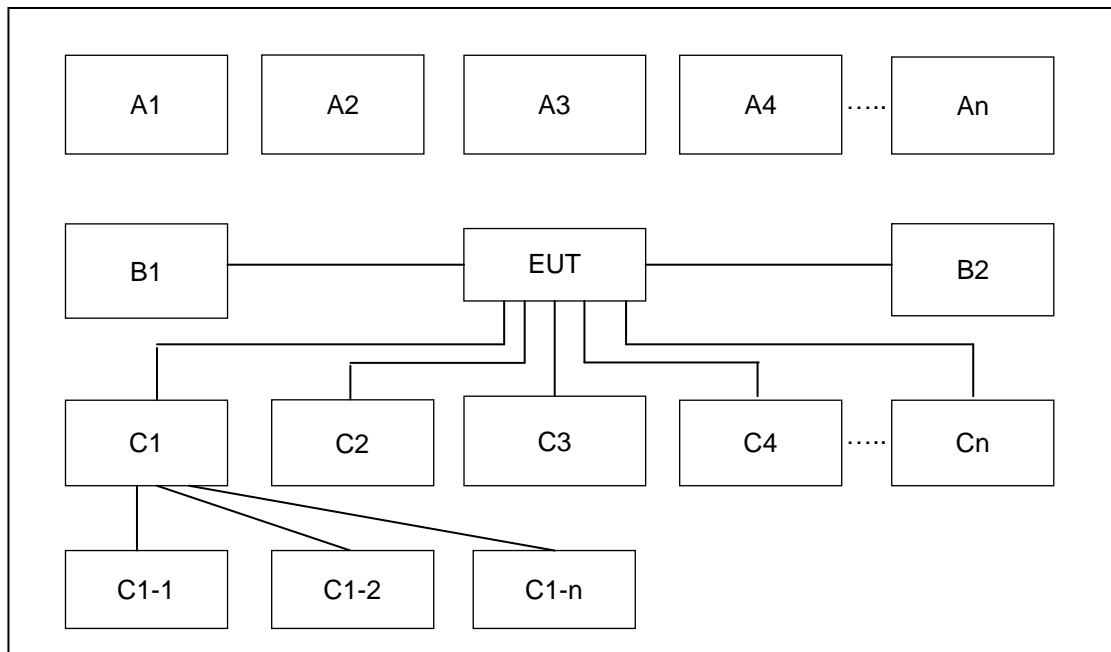 A1 A2 A3 A4 ..... An
B1 EUT B2
C1 C2 C3 C4 ..... Cn
C1-1 C1-2 C1-n